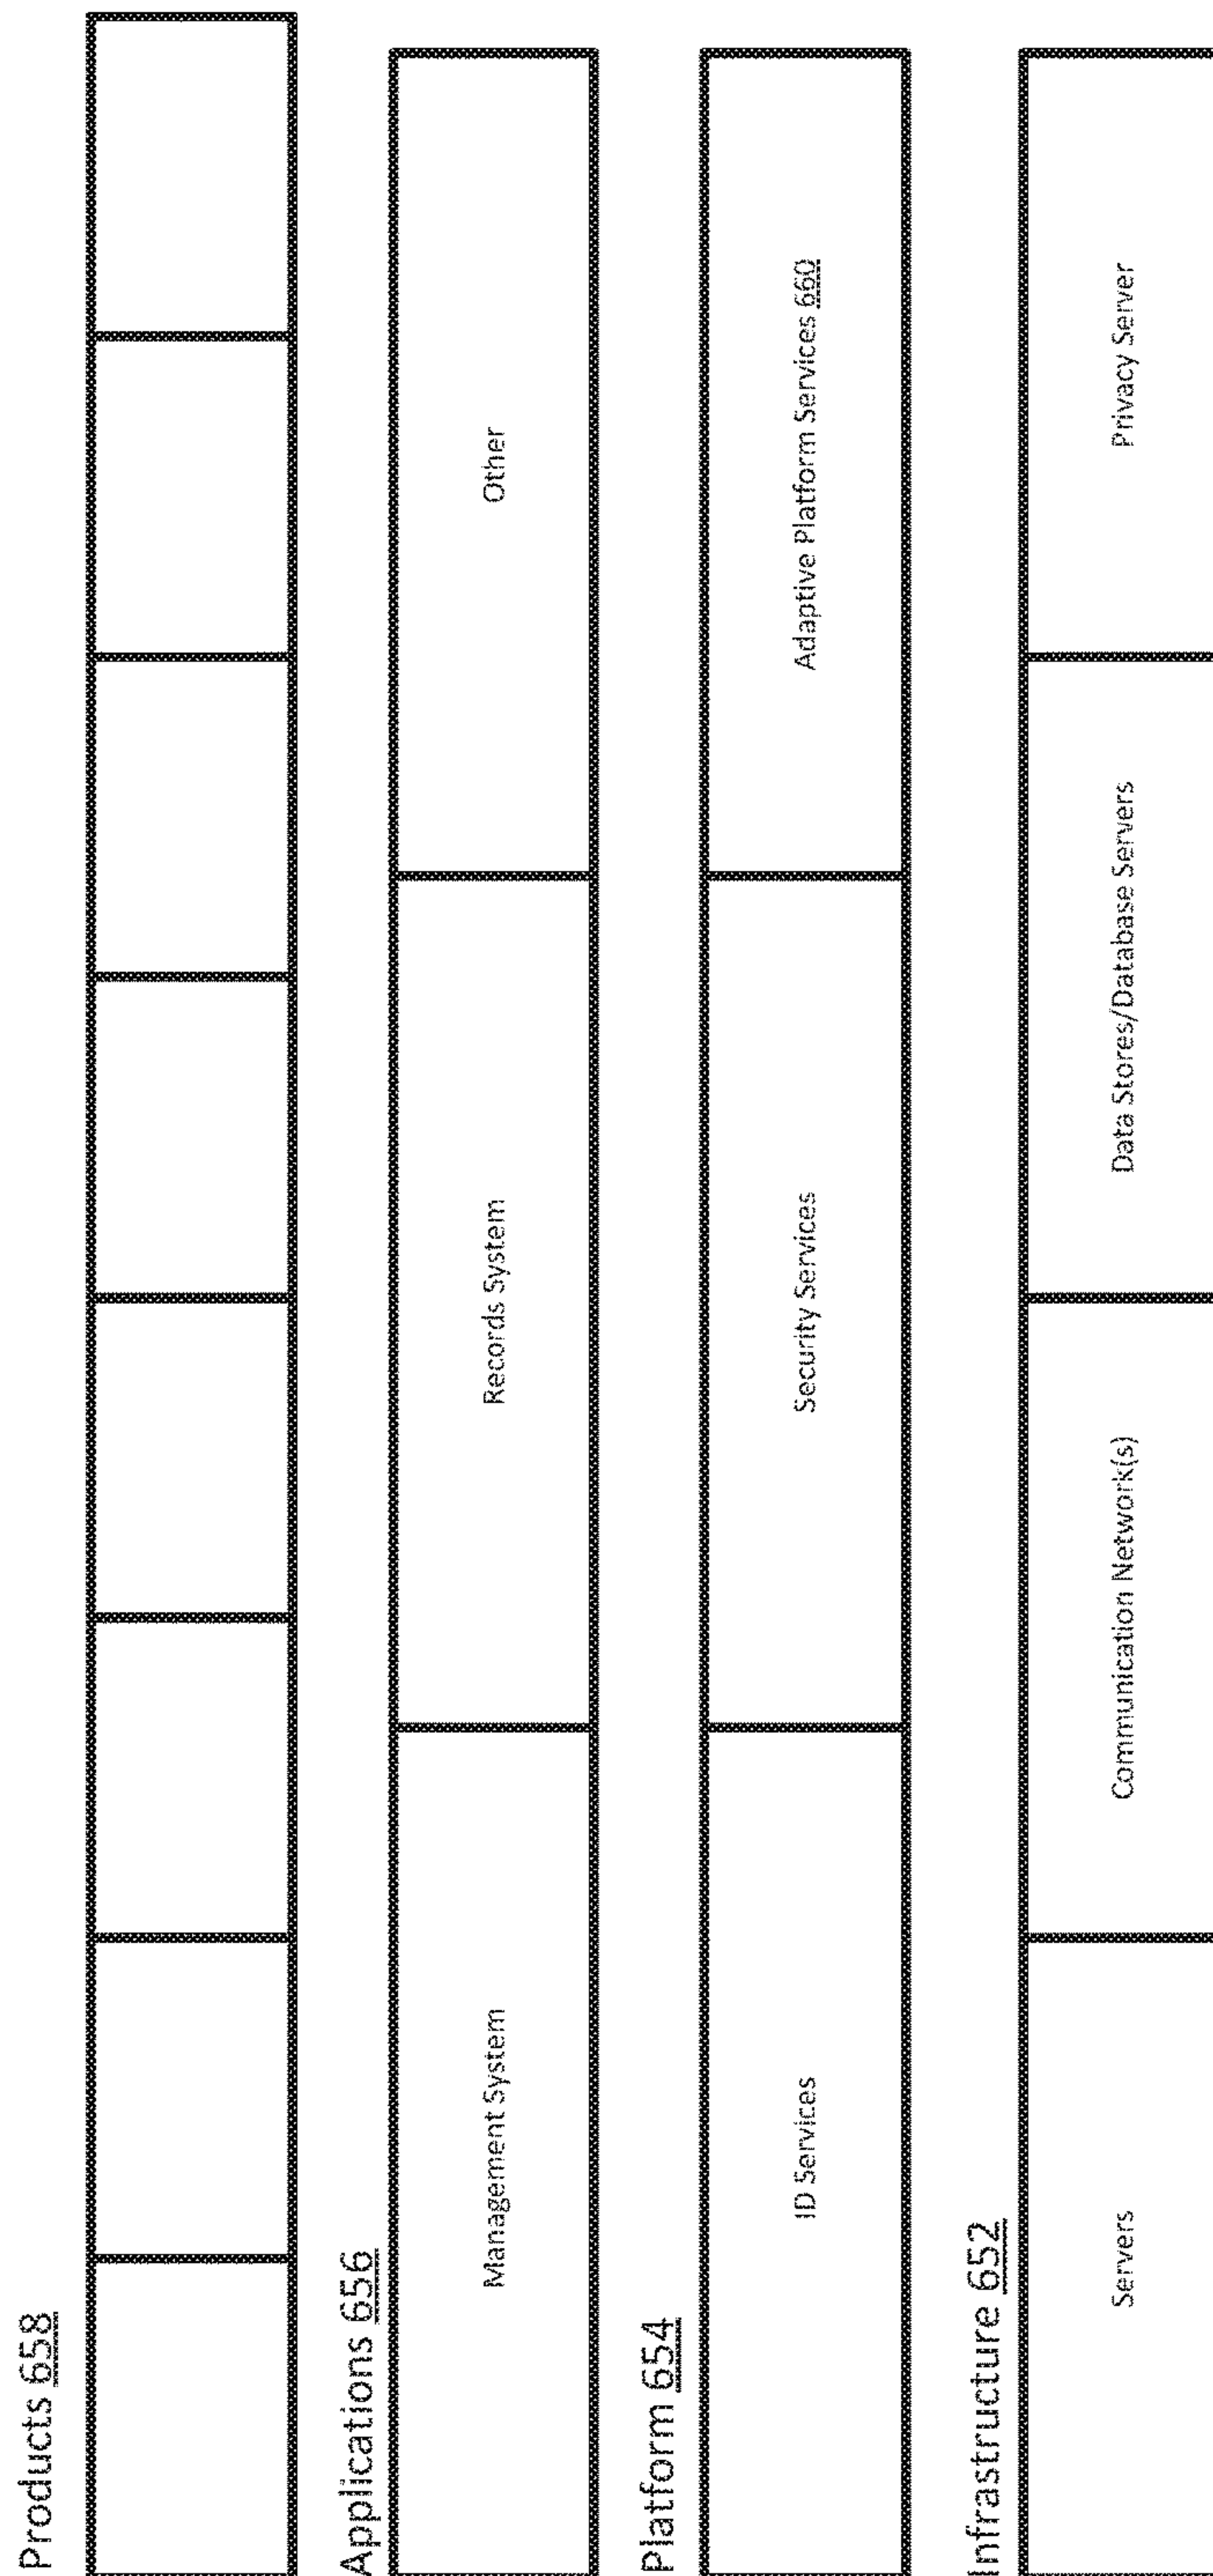 Products 658
Applications 656
Management System
Records System
Other
Platform 654
ID Services
Security Services
Adaptive Platform Services 660
Infrastructure 652
Servers
Communication Network(s)
Data Stores/Database Servers
Privacy Server